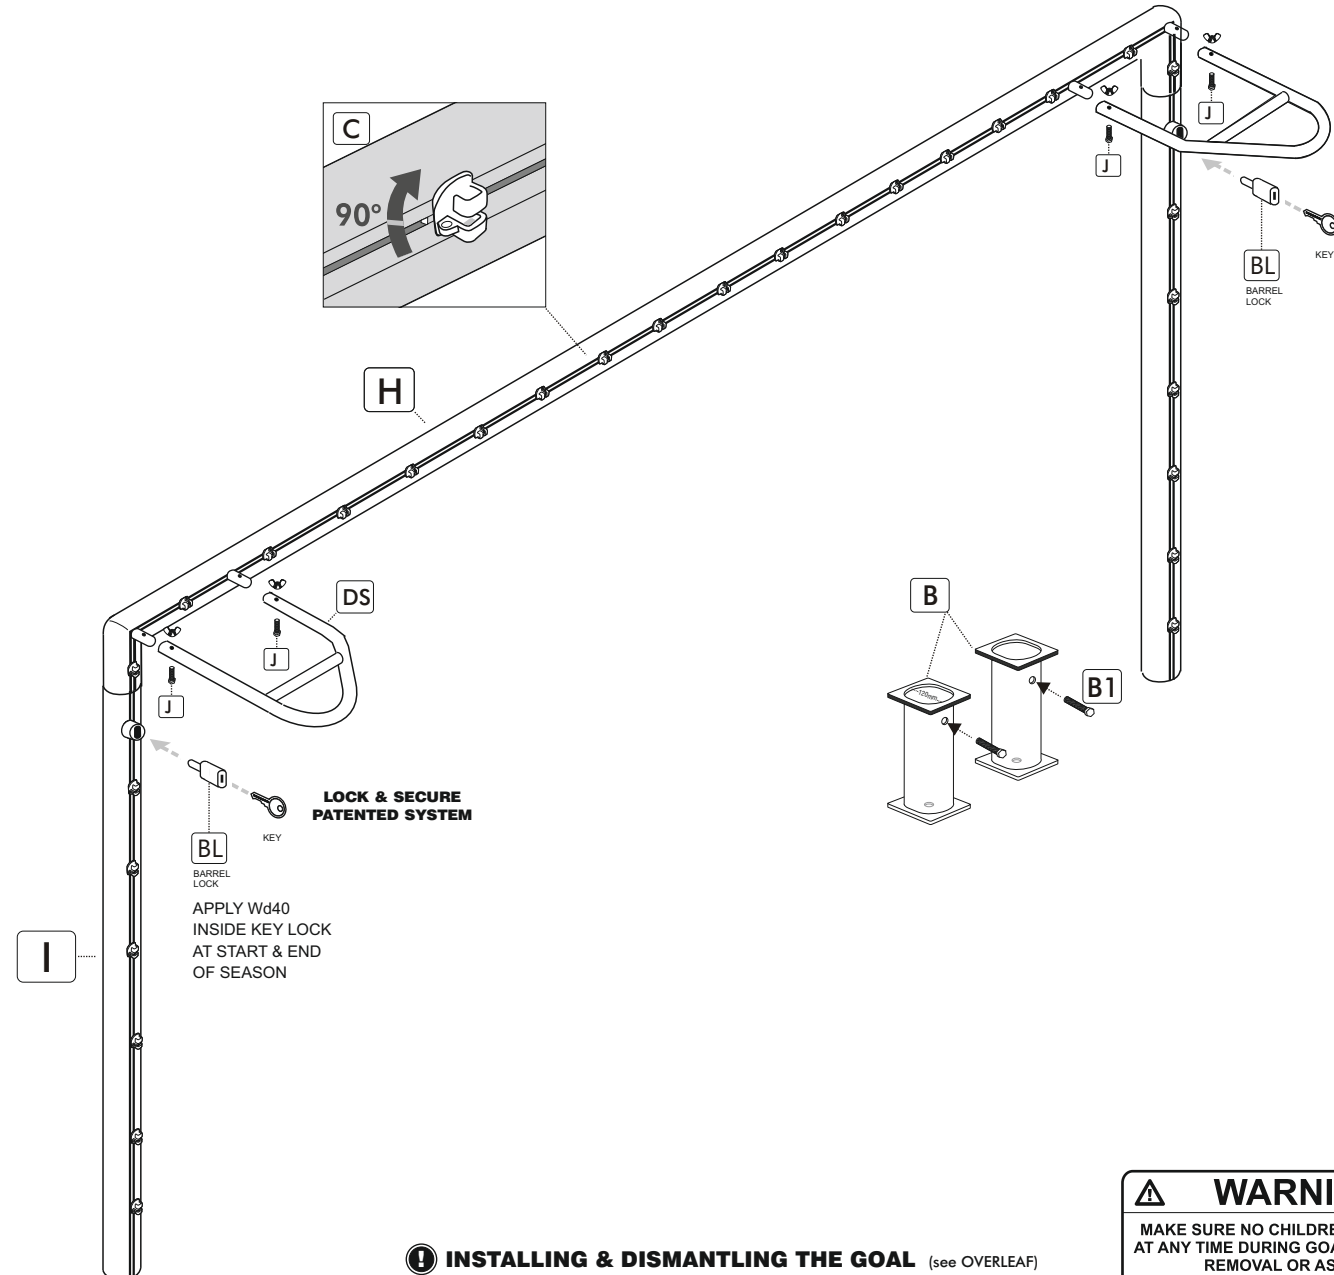 C
90°
H
J
J
BL
BARREL
LOCK
KEY
DS
J
J
B
B1
120mm
LOCK & SECURE
PATENTED SYSTEM
KEY
BL
BARREL
LOCK
APPLY Wd40
INSIDE KEY LOCK
AT START & END
OF SEASON
I
INSTALLING & DISMANTLING THE GOAL (see OVERLEAF)
WARNI
MAKE SURE NO CHILDRE
AT ANY TIME DURING GOA
REMOVAL OR AS